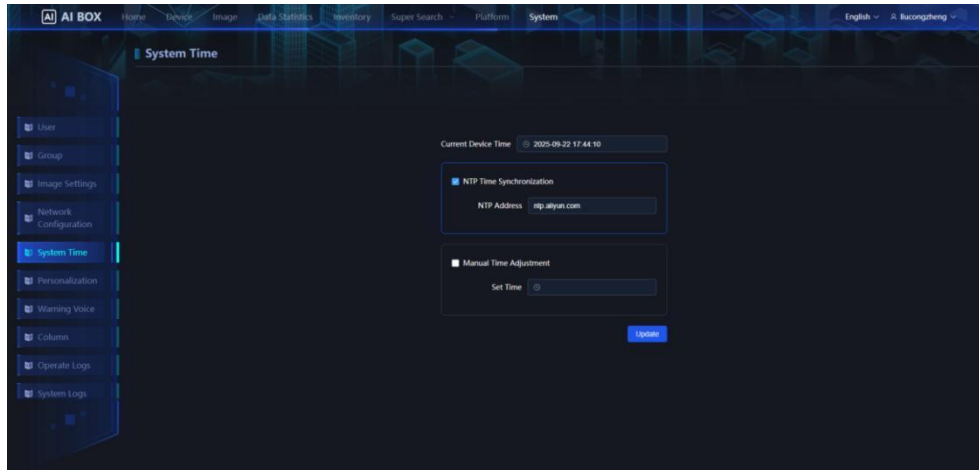 AI AI BOX Home Device Image Data Statistics Inventory Super Search Platform System English liucongzheng
System Time
User
Group
Image Settings
Network
Configuration
System Time
Personalization
Warning Voice
Column
Operate Logs
System Logs
Current Device Time 2025-09-22 17:44:10
NTP Time Synchronization
NTP Address ntp.aliyun.com
Manual Time Adjustment
Set Time
Update